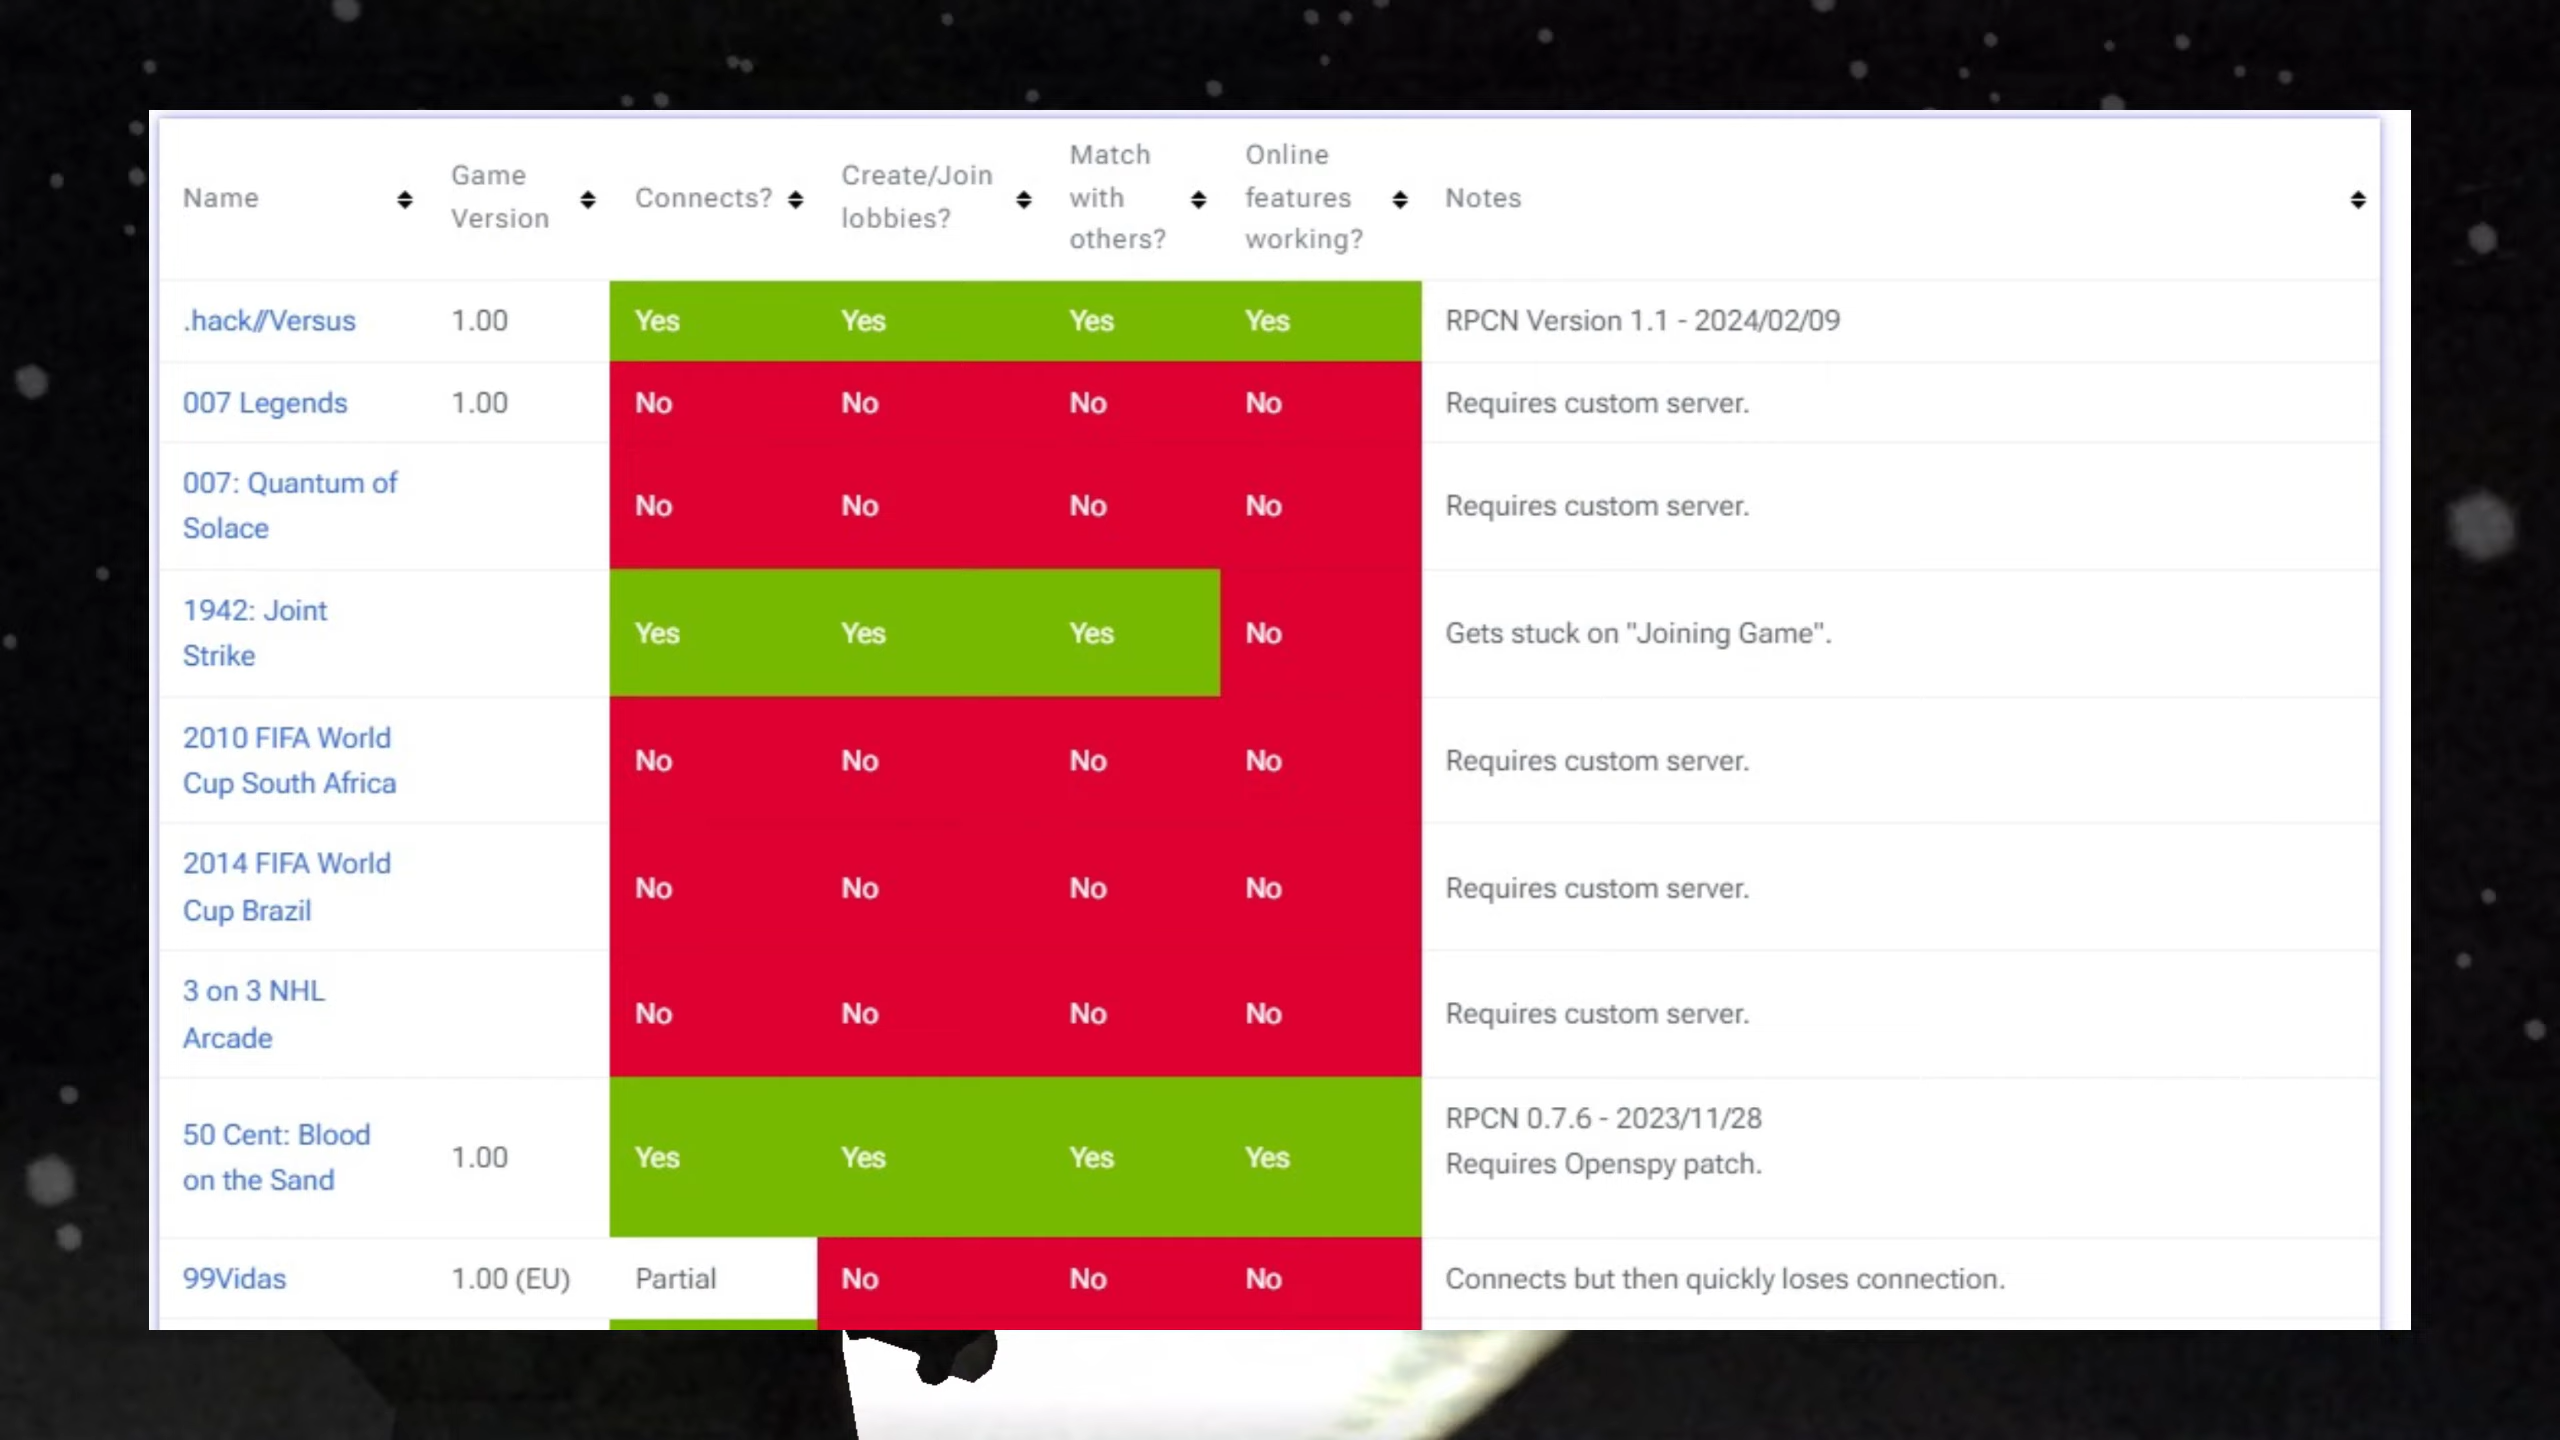 Name
Game
Version
Connects?
Create/Join
lobbies?
Match
with
others?
Online
features
working?
Notes
.hack//Versus 1.00 Yes Yes Yes Yes RPCN Version 1.1 - 2024/02/09
007 Legends 1.00 No No No No Requires custom server.
007: Quantum of
Solace
No No No No Requires custom server.
1942: Joint
Strike
Yes Yes Yes No Gets stuck on "Joining Game".
2010 FIFA World
Cup South Africa
No No No No Requires custom server.
2014 FIFA World
Cup Brazil
No No No No Requires custom server.
3 on 3 NHL
Arcade
No No No No Requires custom server.
50 Cent: Blood
on the Sand
1.00 Yes Yes Yes Yes
RPCN 0.7.6 - 2023/11/28
Requires Openspy patch.
99Vidas 1.00 (EU) Partial No No No Connects but then quickly loses connection.